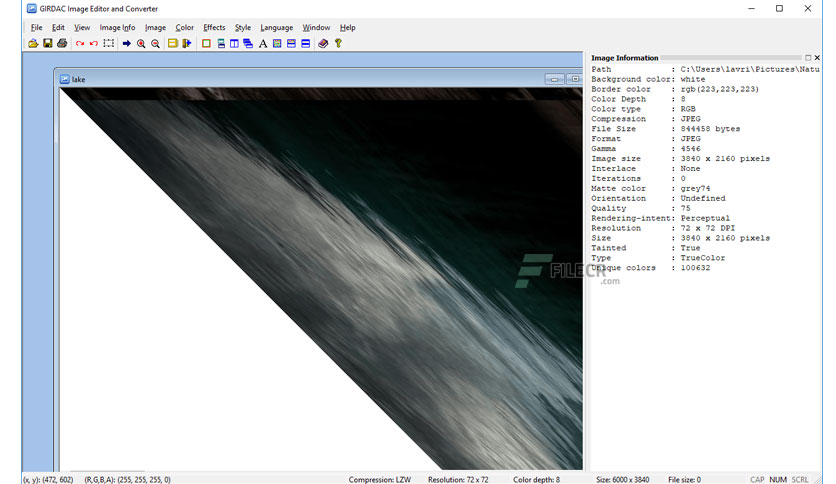 GIRDAC Image Editor and Converter
File Edit View Image Info Image Color Effects Style Language Window Help
lake
Image Information
Path : C:\Users\lavri\Pictures\Natu
Background color: white
Border color : rgb(223,223,223)
Color Depth : 8
Color type : RGB
Compression : JPEG
File Size : 844458 bytes
Format : JPEG
Gamma : 4546
Image size : 3840 x 2160 pixels
Interlace : None
Iterations : 0
Matte color : grey74
Orientation : Undefined
Quality : 75
Rendering-intent: Perceptual
Resolution : 72 x 72 DPI
Size : 3840 x 2160 pixels
Tainted : True
Type : TrueColor
Unique colors : 100632
FILECR
.com
(x, y): (472, 602) (R,G,B,A): (255, 255, 255, 0) Compression: LZW Resolution: 72 x 72 Color depth: 8 Size: 6000 x 3840 File size: 0 CAP NUM SCRL